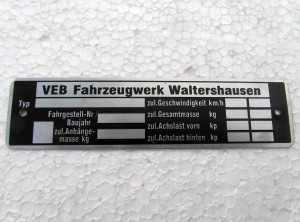 VEB Fahrzeugwerk Waltershausen
Typ zul.Geschwindigkeit km/h
Fahrgestell-Nr zul.Gesamtmasse kg
Baujahr zul.Achslast vorn kp
zul.Anhänge- zul.Achslast hinten kp
masse kg